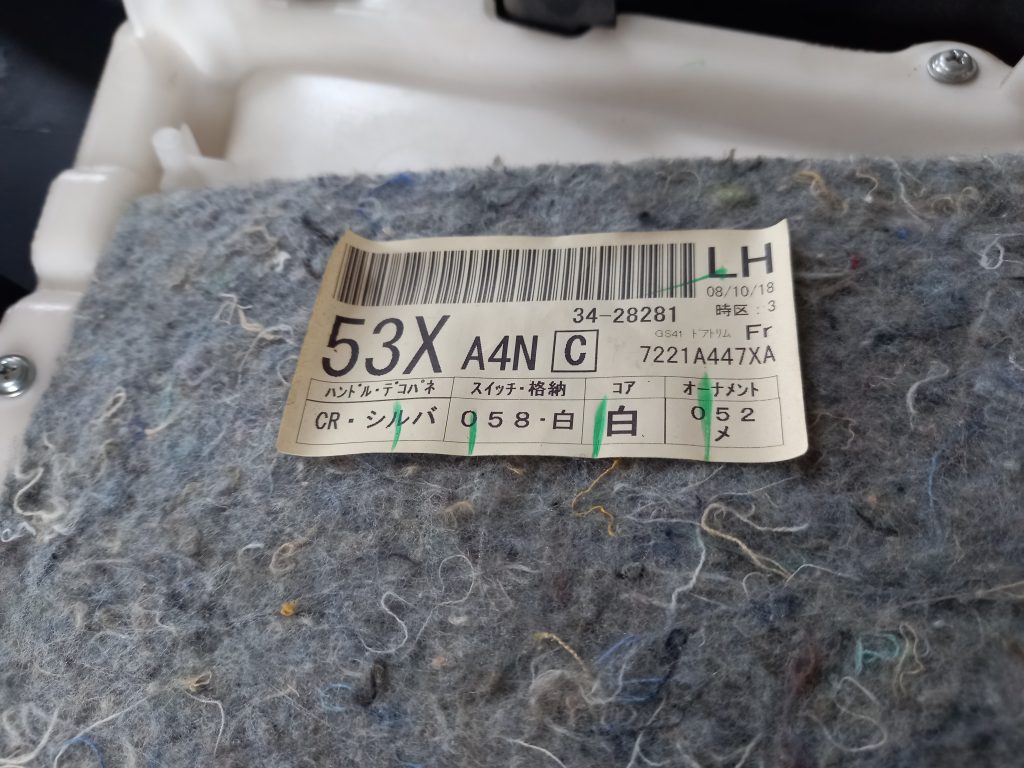 LH
08/10/18
34-28281 時区:3
53X A4N C GS41 ﾄﾞｱﾄﾘﾑ Fr
7221A447XA
ﾊﾝﾄﾞﾙ・ﾃﾞｺﾊﾟﾈ ｽｲｯﾁ・格納 ｺｱ ｵｰﾅﾒﾝﾄ
CR・シルバ 058-白 白 052
メ